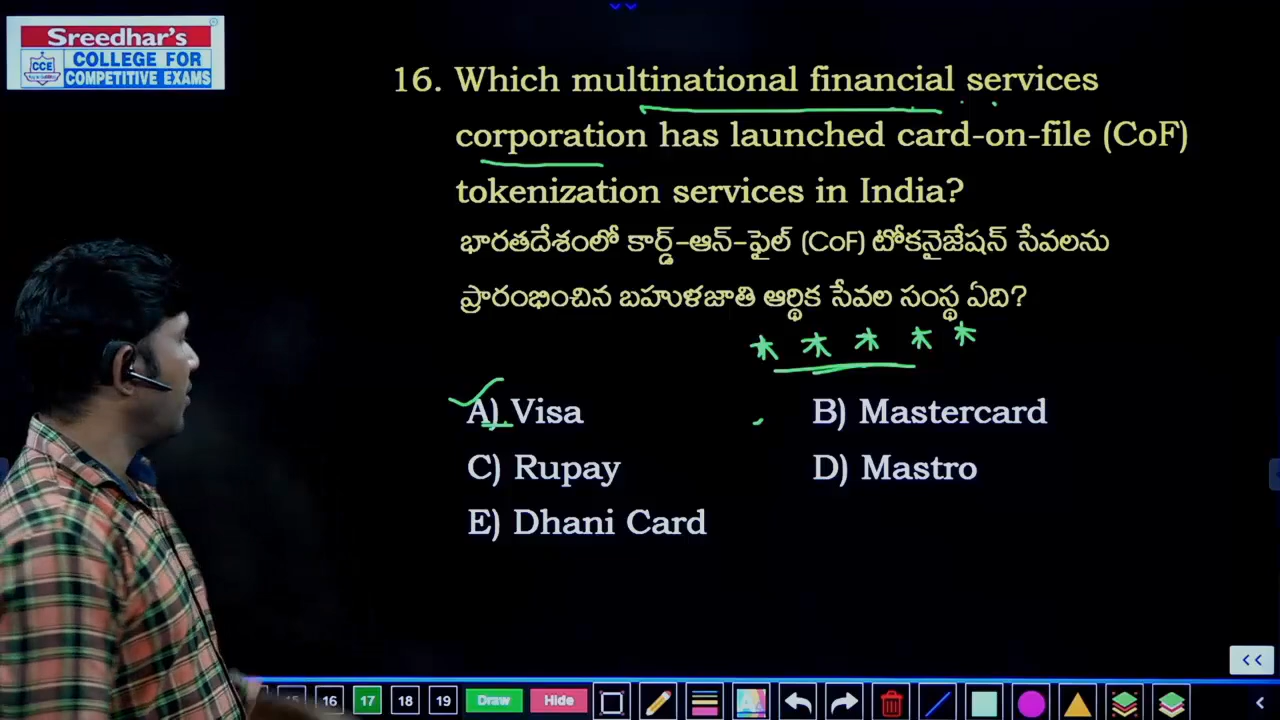 Sreedhar's
CCE
COLLEGE FOR
COMPETITIVE EXAMS
16. Which multinational financial services
corporation has launched card-on-file (CoF)
tokenization services in India?
భారతదేశంలో కార్డ్-ఆన్-ఫైల్ (CoF) టోకనైజేషన్ సేవలను
ప్రారంభించిన బహుళజాతి ఆర్థిక సేవల సంస్థ ఏది?
* * * * *
A) Visa B) Mastercard
C) Rupay D) Mastro
E) Dhani Card
16 17 18 19 Draw Hide